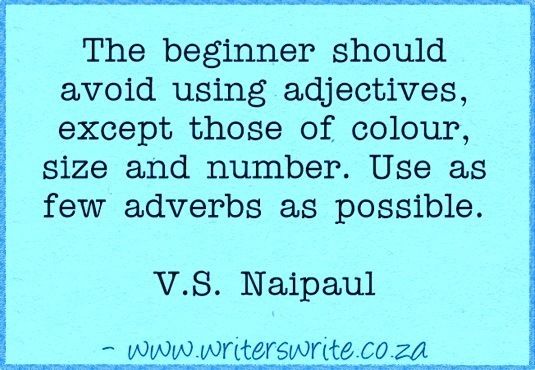 The beginner should
avoid using adjectives,
except those of colour,
size and number. Use as
few adverbs as possible.
V.S. Naipaul
- www.writerswrite.co.za